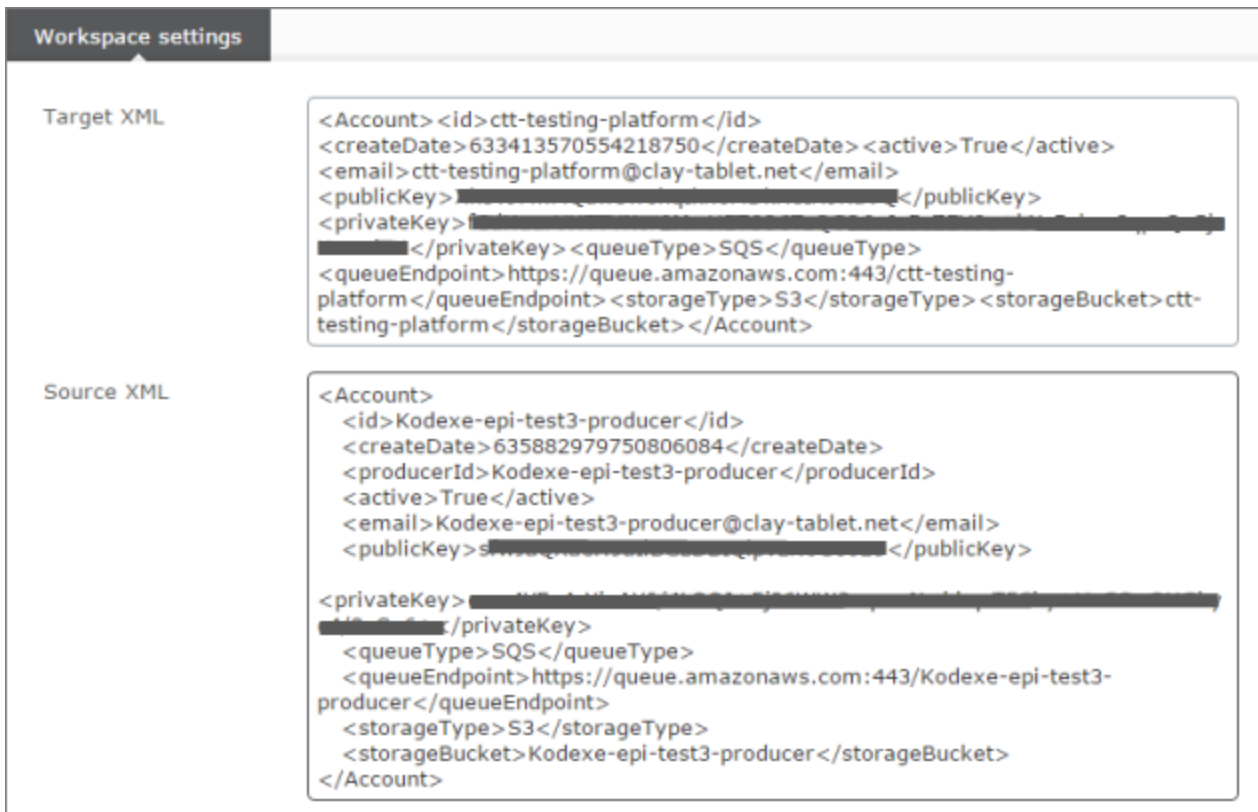 Workspace settings
Target XML
<Account><id>ctt-testing-platform</id>
<createDate>633413570554218750</createDate><active>True</active>
<email>ctt-testing-platform@clay-tablet.net</email>
<publicKey></publicKey>
<privateKey>
</privateKey><queueType>SQS</queueType>
<queueEndpoint>https://queue.amazonaws.com:443/ctt-testing-
platform</queueEndpoint><storageType>S3</storageType><storageBucket>ctt-
testing-platform</storageBucket></Account>
Source XML
<Account>
<id>Kodexe-epi-test3-producer</id>
<createDate>635882979750806084</createDate>
<producerId>Kodexe-epi-test3-producer</producerId>
<active>True</active>
<email>Kodexe-epi-test3-producer@clay-tablet.net</email>
<publicKey></publicKey>
<privateKey>
</privateKey>
<queueType>SQS</queueType>
<queueEndpoint>https://queue.amazonaws.com:443/Kodexe-epi-test3-
producer</queueEndpoint>
<storageType>S3</storageType>
<storageBucket>Kodexe-epi-test3-producer</storageBucket>
</Account>